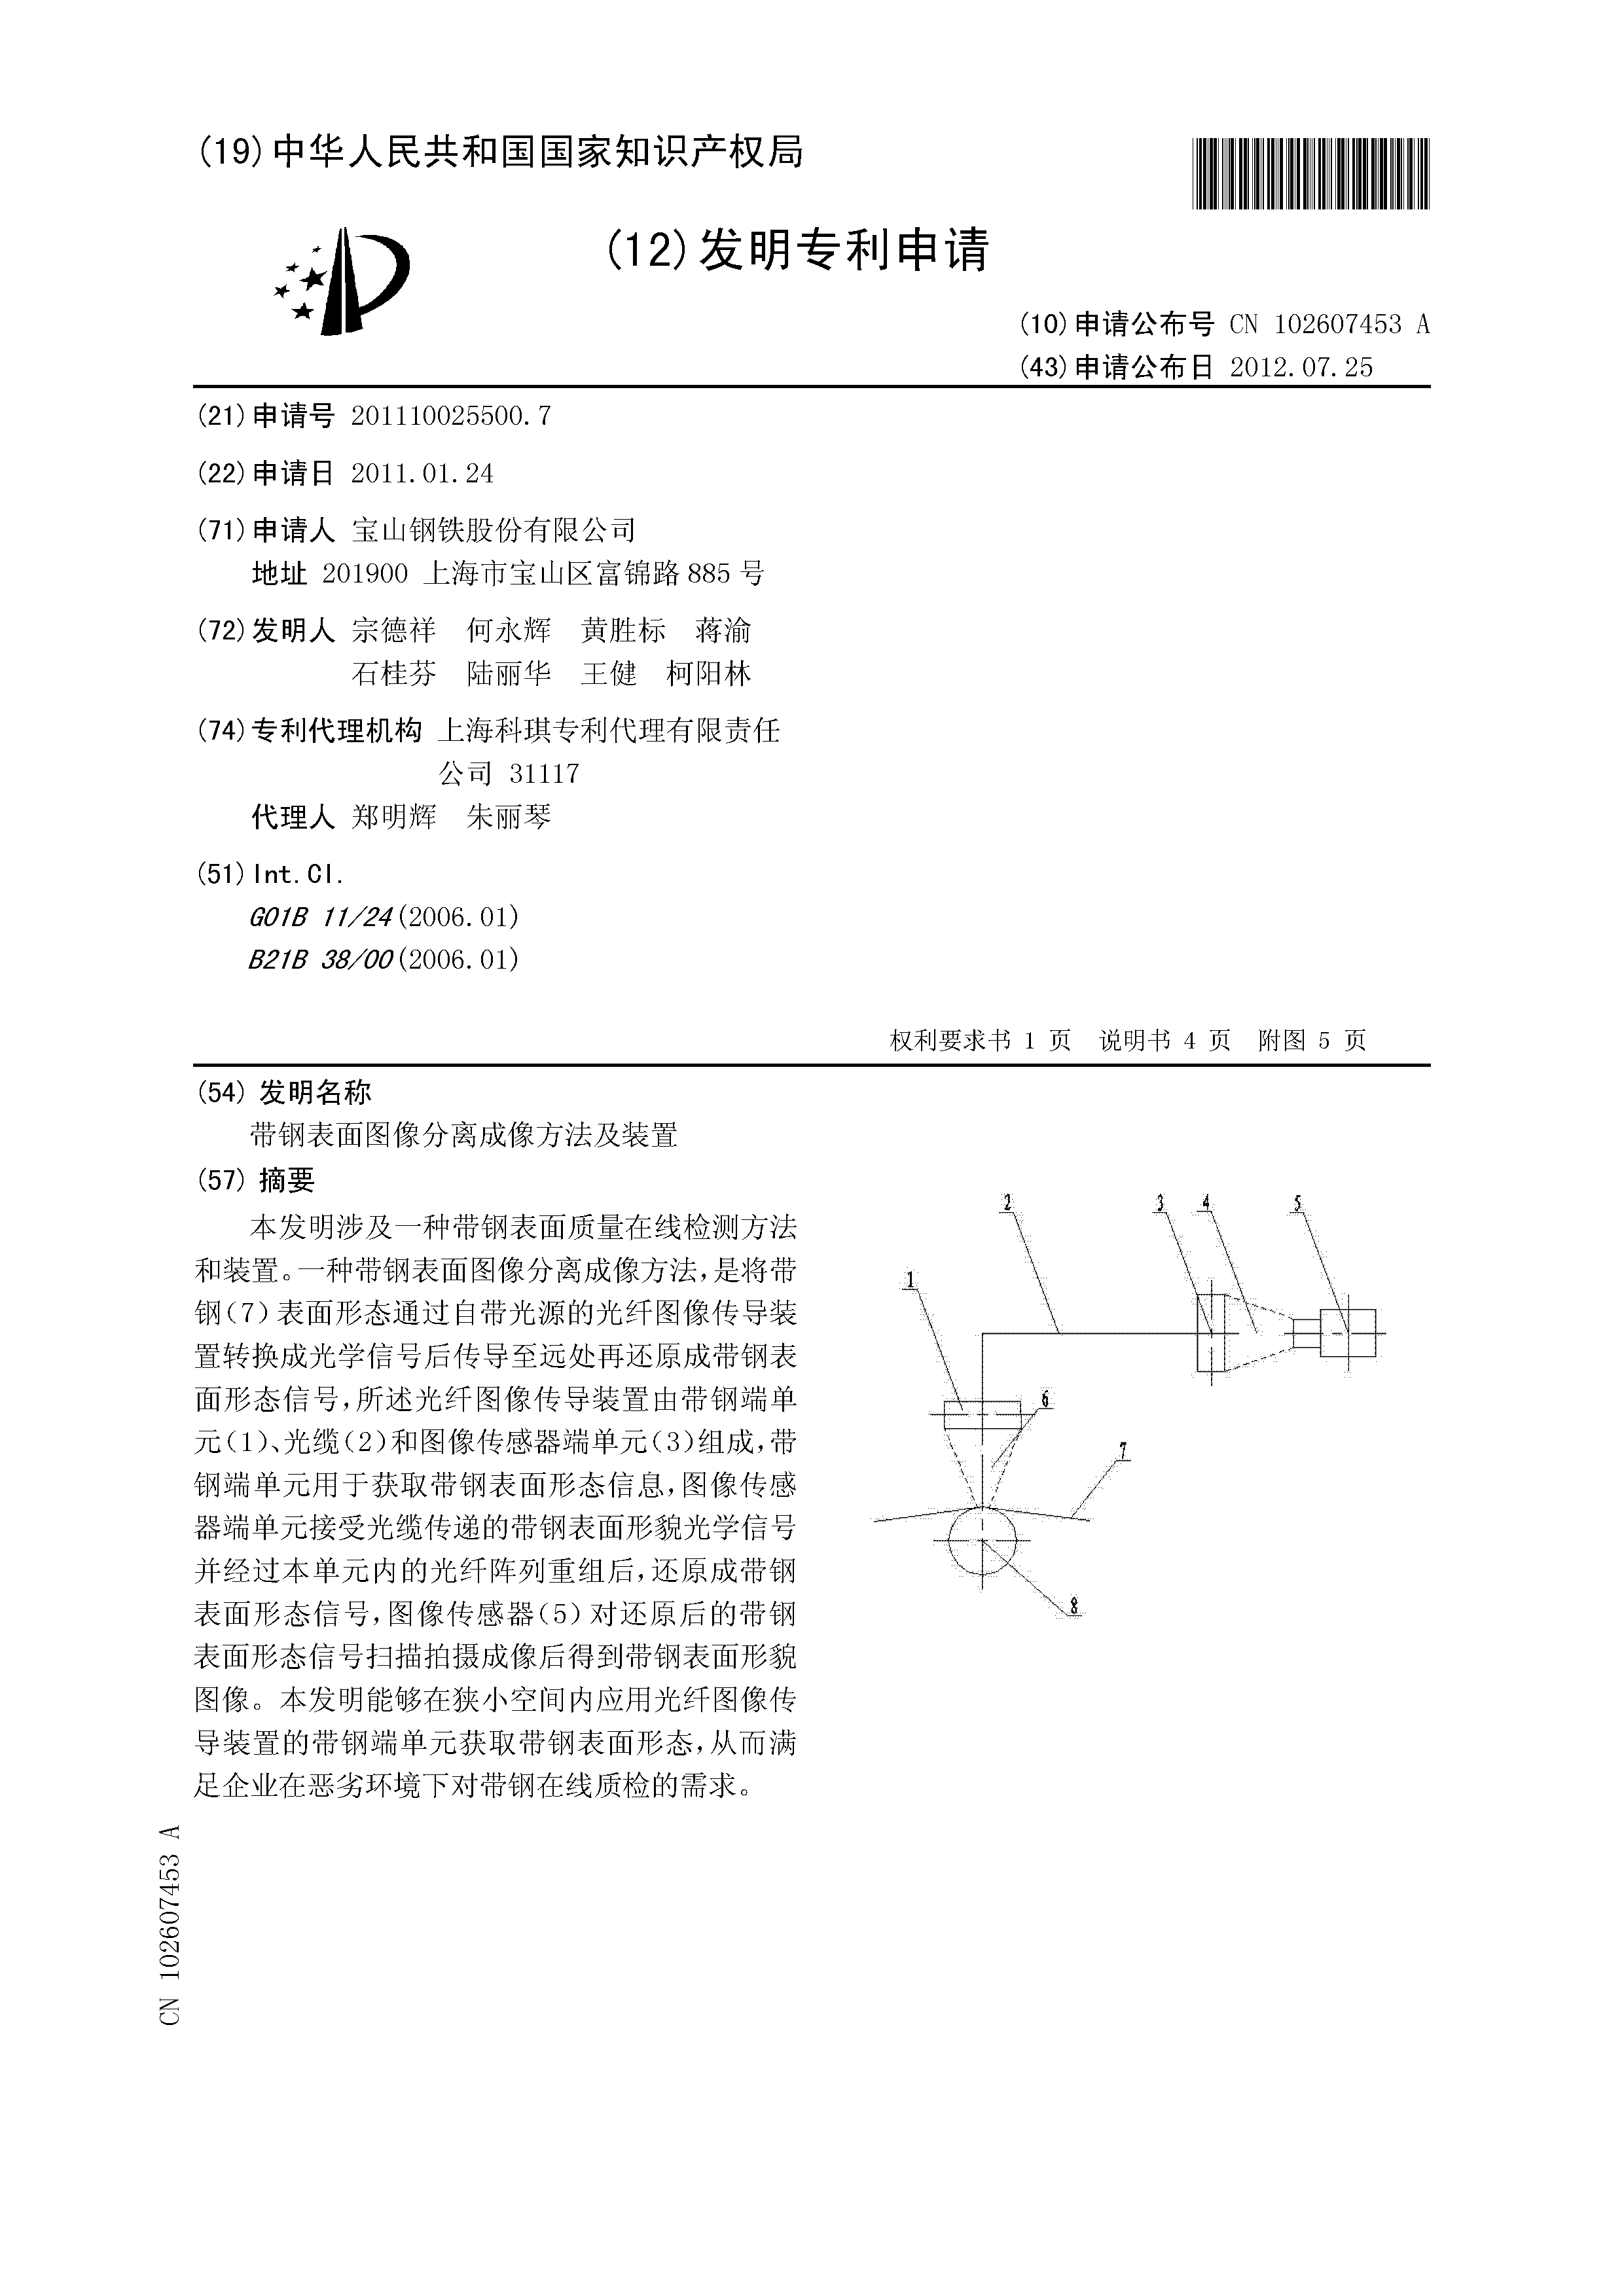 (19)中华人民共和国国家知识产权局
(12)发明专利申请
(10)申请公布号 CN 102607453 A
(43)申请公布日 2012.07.25
(21)申请号 201110025500.7
(22)申请日 2011.01.24
(71)申请人 宝山钢铁股份有限公司
地址 201900 上海市宝山区富锦路885号
(72)发明人 宗德祥 何永辉 黄胜标 蒋渝
石桂芬 陆丽华 王健 柯阳林
(74)专利代理机构 上海科琪专利代理有限责任
公司 31117
代理人 郑明辉 朱丽琴
(51)Int.Cl.
G01B 11/24(2006.01)
B21B 38/00(2006.01)
权利要求书 1 页 说明书 4 页 附图 5 页
(54) 发明名称
带钢表面图像分离成像方法及装置
(57) 摘要
本发明涉及一种带钢表面质量在线检测方法
和装置。一种带钢表面图像分离成像方法,是将带
钢(7)表面形态通过自带光源的光纤图像传导装
置转换成光学信号后传导至远处再还原成带钢表
面形态信号,所述光纤图像传导装置由带钢端单
元(1)、光缆(2)和图像传感器端单元(3)组成,带
钢端单元用于获取带钢表面形态信息,图像传感
器端单元接受光缆传递的带钢表面形貌光学信号
并经过本单元内的光纤阵列重组后,还原成带钢
表面形态信号,图像传感器(5)对还原后的带钢
表面形态信号扫描拍摄成像后得到带钢表面形貌
图像。本发明能够在狭小空间内应用光纤图像传
导装置的带钢端单元获取带钢表面形态,从而满
足企业在恶劣环境下对带钢在线质检的需求。
2 3 4 5
1
6
7
8
CN 102607453 A